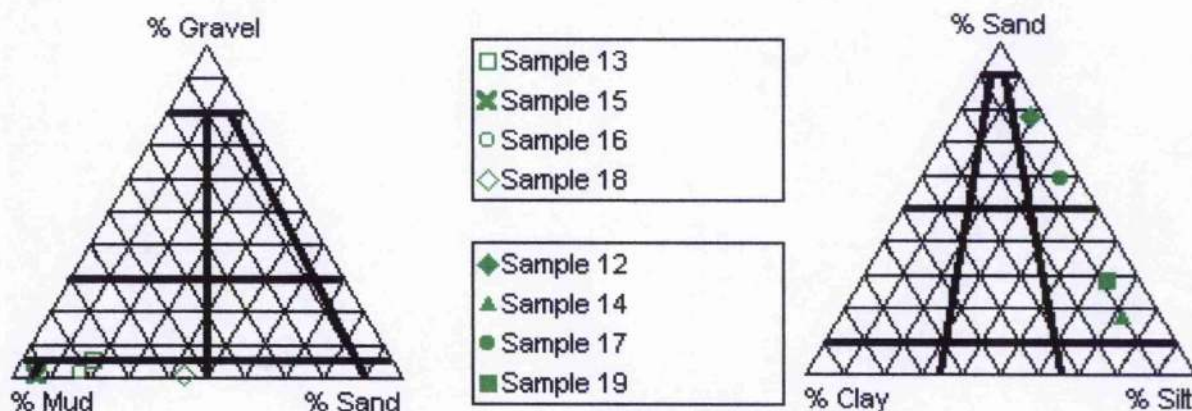 % Gravel
% Mud
% Sand
Sample 13
Sample 15
Sample 16
Sample 18
Sample 12
Sample 14
Sample 17
Sample 19
% Sand
% Clay
% Silt